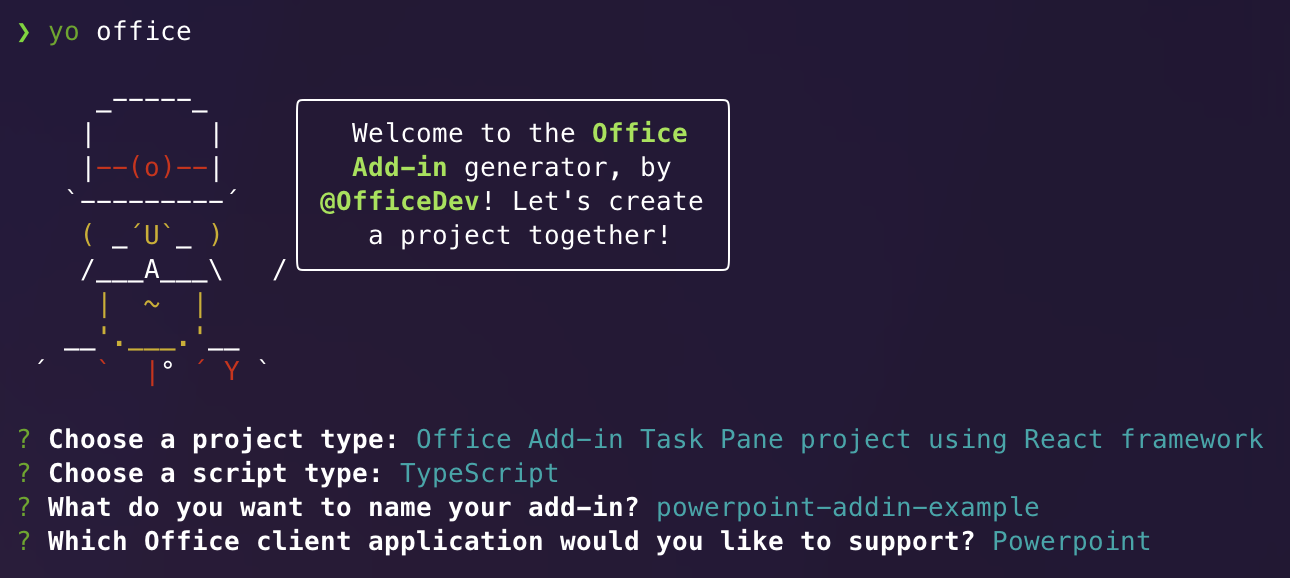 ❯ yo office
Welcome to the Office
Add-in generator, by
@OfficeDev! Let's create
a project together!
? Choose a project type: Office Add-in Task Pane project using React framework
? Choose a script type: TypeScript
? What do you want to name your add-in? powerpoint-addin-example
? Which Office client application would you like to support? Powerpoint